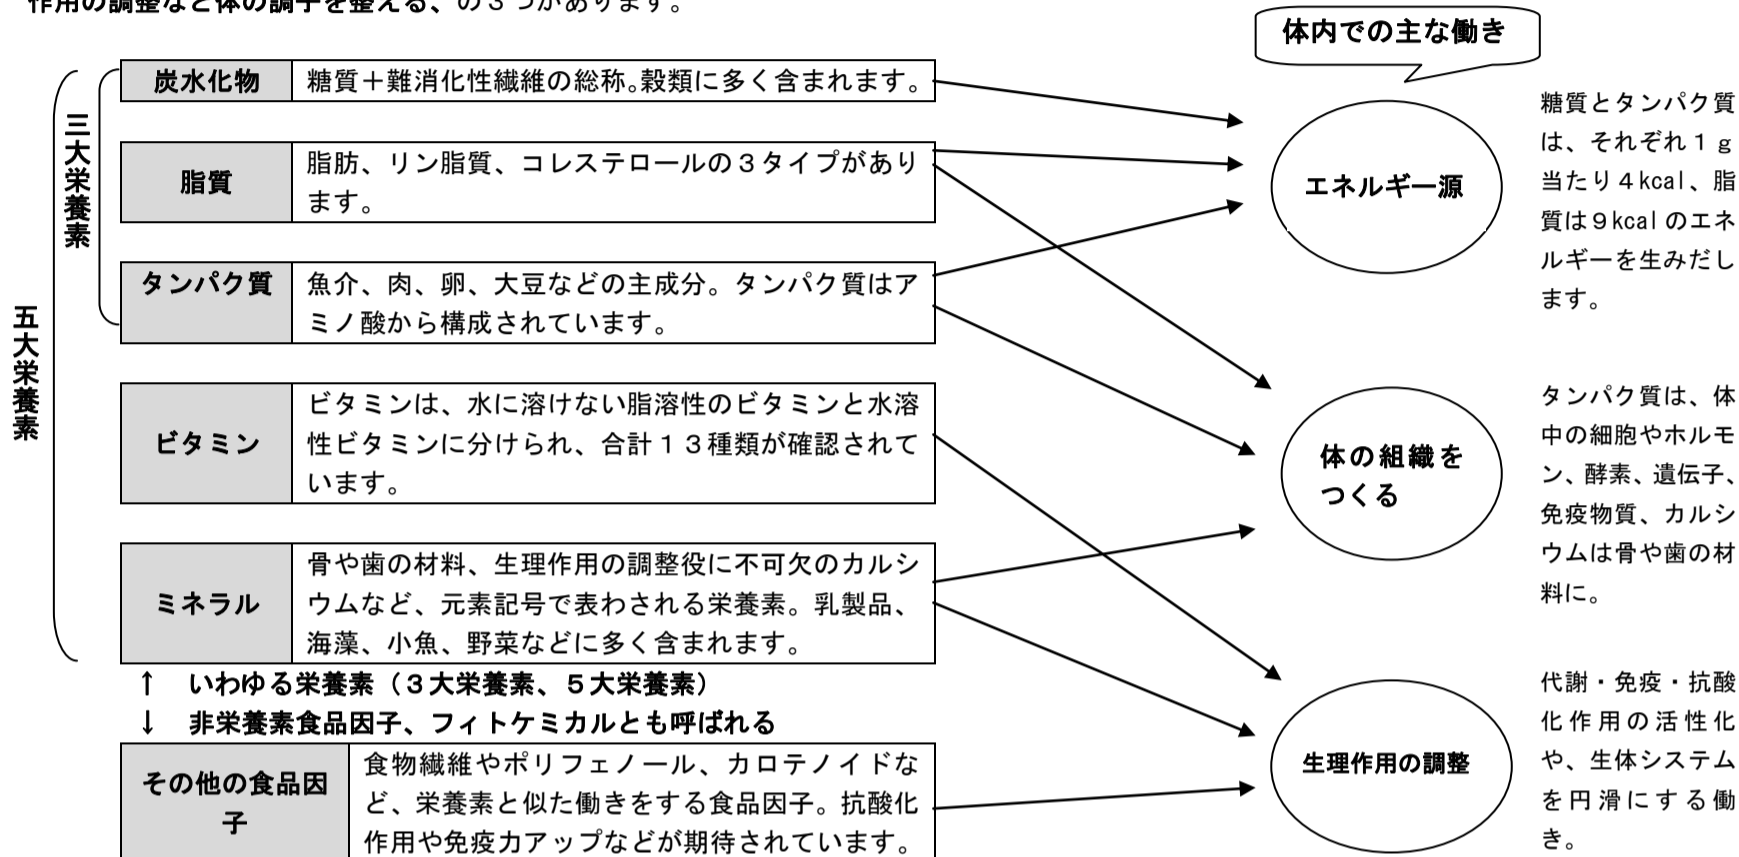 作用の調整など体の調子を整える、の３つがあります。
体内での主な働き
五大栄養素
三大栄養素
炭水化物
糖質＋難消化性繊維の総称。穀類に多く含まれます。
脂質
脂肪、リン脂質、コレステロールの３タイプがあり
ます。
タンパク質
魚介、肉、卵、大豆などの主成分。タンパク質はア
ミノ酸から構成されています。
ビタミン
ビタミンは、水に溶けない脂溶性のビタミンと水溶
性ビタミンに分けられ、合計１３種類が確認されて
います。
ミネラル
骨や歯の材料、生理作用の調整役に不可欠のカルシ
ウムなど、元素記号で表わされる栄養素。乳製品、
海藻、小魚、野菜などに多く含まれます。
↑　いわゆる栄養素（３大栄養素、５大栄養素）
↓　非栄養素食品因子、フィトケミカルとも呼ばれる
その他の食品因
子
食物繊維やポリフェノール、カロテノイドな
ど、栄養素と似た働きをする食品因子。抗酸化
作用や免疫力アップなどが期待されています。
エネルギー源
糖質とタンパク質
は、それぞれ１ｇ
当たり４kcal、脂
質は９kcal のエネ
ルギーを生みだし
ます。
体の組織を
つくる
タンパク質は、体
中の細胞やホルモ
ン、酵素、遺伝子、
免疫物質、カルシ
ウムは骨や歯の材
料に。
生理作用の調整
代謝・免疫・抗酸
化作用の活性化
や、生体システム
を円滑にする働
き。